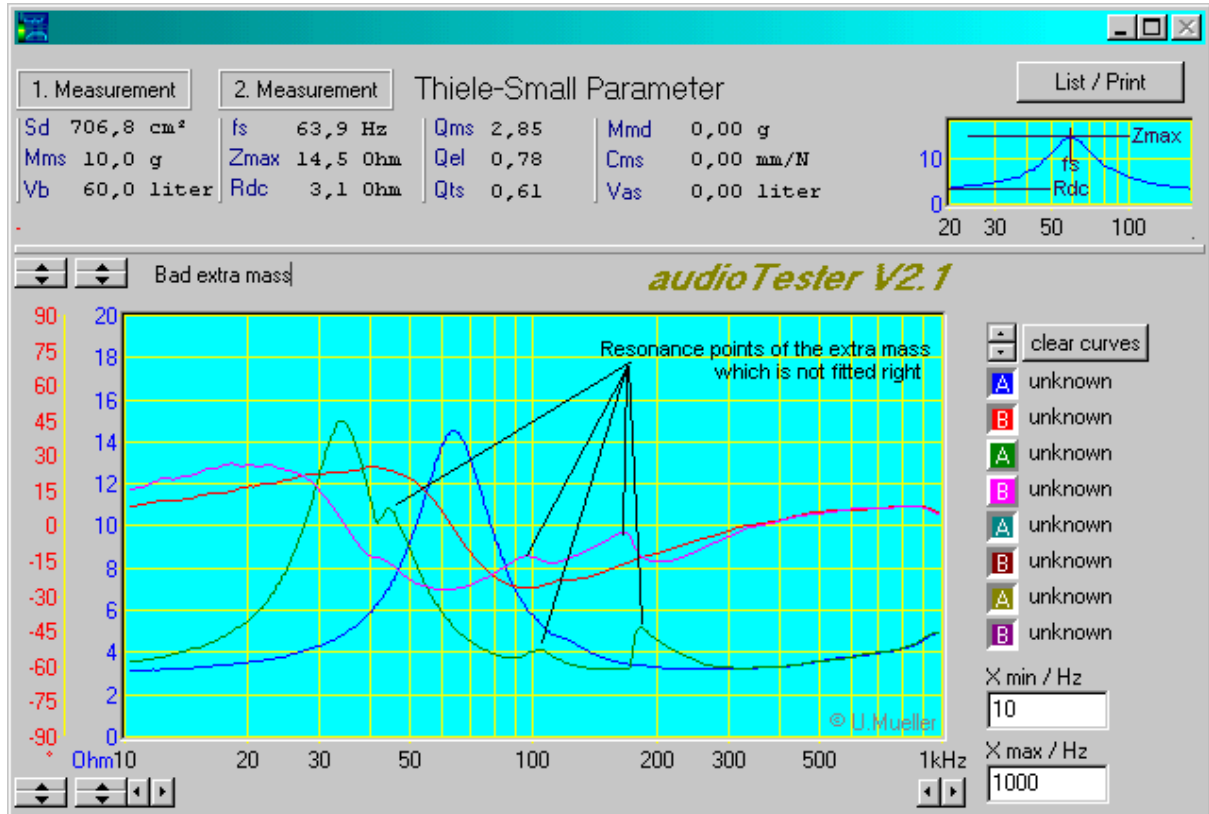 1. Measurement 2. Measurement Thiele-Small Parameter List / Print
Sd 706,8 cm² fs 63,9 Hz Qms 2,85 Mmd 0,00 g
Mms 10,0 g Zmax 14,5 Ohm Qel 0,78 Cms 0,00 mm/N
Vb 60,0 liter Rdc 3,1 Ohm Qts 0,61 Vas 0,00 liter
Zmax
10
fs
Rdc
0
20 30 50 100
Bad extra mass audioTester V2.1
90 20
75 18
60 16
45 14
30 12
15
0 10
-15 8
-30 6
-45 4
-60
-75 2
-90 0
°
Resonance points of the extra mass
which is not fitted right
© U.Mueller
Ohm 10 20 30 50 100 200 300 500 1kHz
clear curves
A unknown
B unknown
A unknown
B unknown
A unknown
B unknown
A unknown
B unknown
X min / Hz
10
X max / Hz
1000